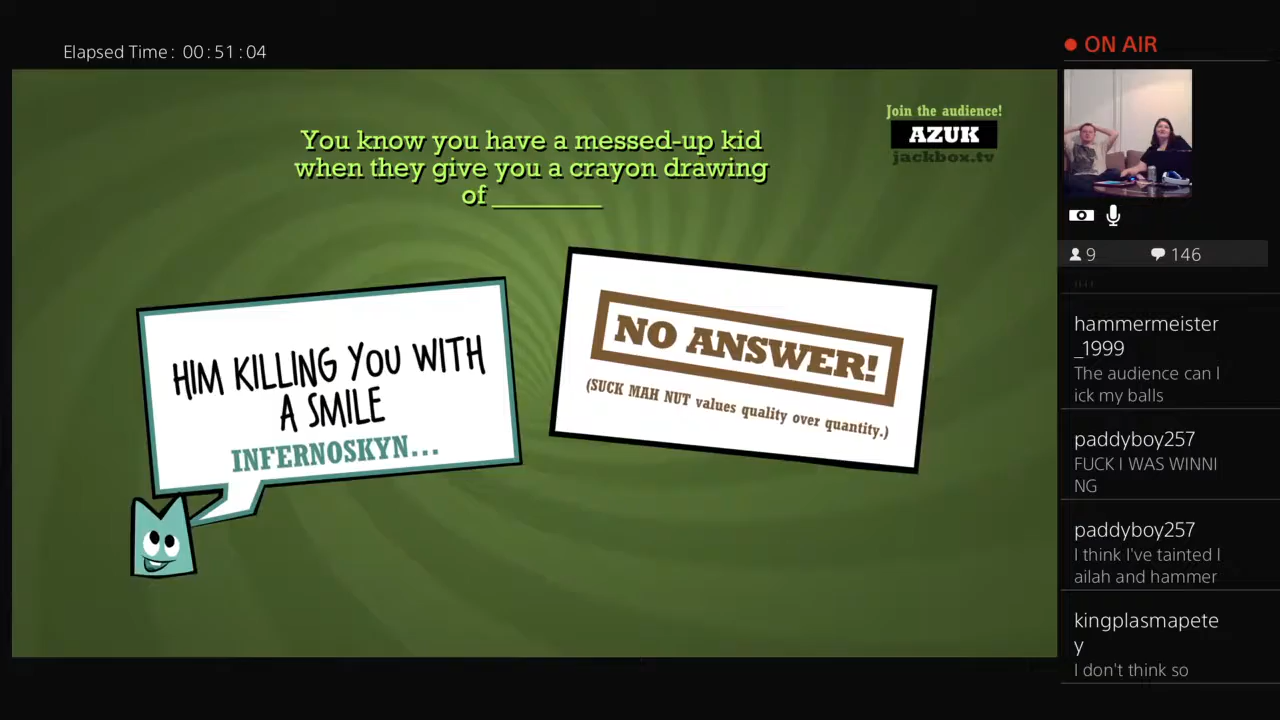 Elapsed Time: 00:51:04
ON AIR
Join the audience!
AZUK
jackbox.tv
You know you have a messed-up kid
when they give you a crayon drawing
of ________
HIM KILLING YOU WITH
A SMILE
INFERNOSKYN...
NO ANSWER!
(SUCK MAH NUT values quality over quantity.)
9
146
hammermeister
_1999
The audience can l
ick my balls
paddyboy257
FUCK I WAS WINNI
NG
paddyboy257
I think I've tainted l
ailah and hammer
kingplasmapete
y
I don't think so